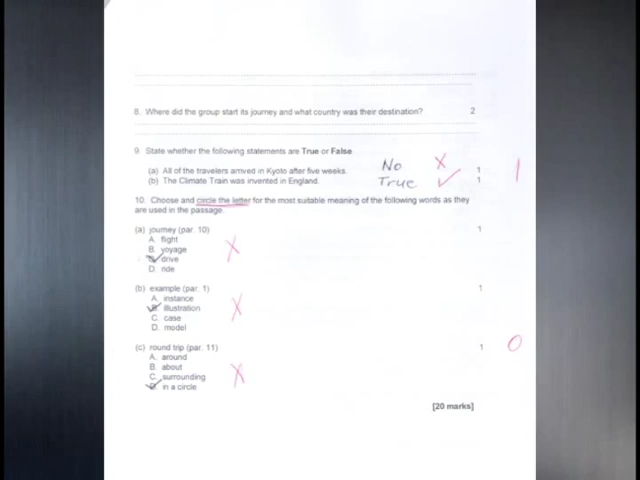 8. Where did the group start its journey and what country was their destination? 2
9. State whether the following statements are True or False.
(a) All of the travelers arrived in Kyoto after five weeks. No X 1
(b) The Climate Train was invented in England. True ✓ 1
1
10. Choose and circle the letter for the most suitable meaning of the following words as they
are used in the passage.
(a) journey (par. 10) 1
A. flight
B. voyage
C. drive
D. ride
X
(b) example (par. 1) 1
A. instance
B. illustration
C. case
D. model
X
(c) round trip (par. 11) 1 0
A. around
B. about
C. surrounding
D. in a circle
X
[20 marks]